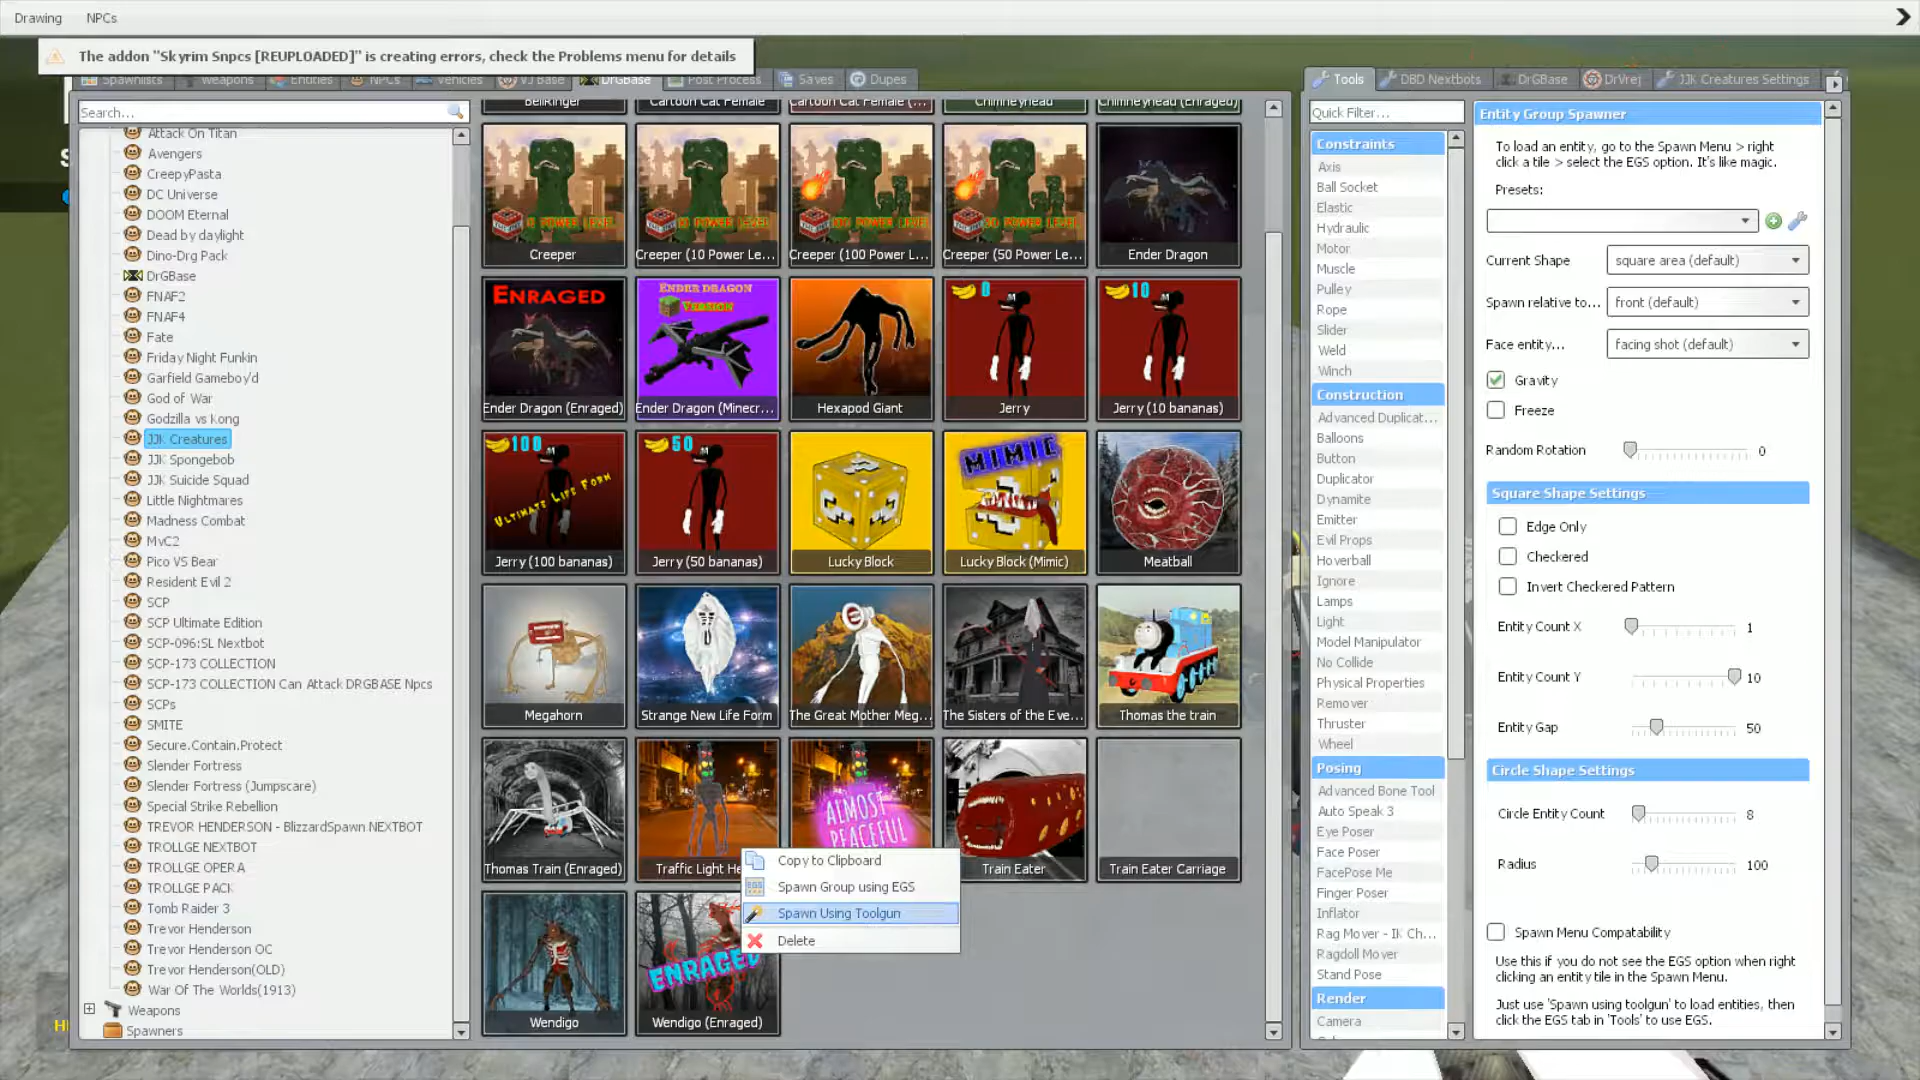 Drawing
NPCs
The addon "Skyrim Snpcs [REUPLOADED]" is creating errors, check the Problems menu for details
Spawnlists
Weapons
Entities
NPCs
Vehicles
VJ Base
DrGBase
Post Process
Saves
Dupes
Search...
Attack On Titan
Avengers
CreepyPasta
DC Universe
DOOM Eternal
Dead by daylight
Dino-Drg Pack
DrGBase
FNAF2
FNAF4
Fate
Friday Night Funkin
Garfield Gameboy'd
God of War
Godzilla vs Kong
JJK Creatures
JJK Spongebob
JJK Suicide Squad
Little Nightmares
Madness Combat
MvC2
Pico VS Bear
Resident Evil 2
SCP
SCP Ultimate Edition
SCP-096:SL Nextbot
SCP-173 COLLECTION
SCP-173 COLLECTION Can Attack DRGBASE Npcs
SCPs
SMITE
Secure.Contain.Protect
Slender Fortress
Slender Fortress (Jumpscare)
Special Strike Rebellion
TREVOR HENDERSON - BlizzardSpawn NEXTBOT
TROLLGE NEXTBOT
TROLLGE OPERA
TROLLGE PACK
Tomb Raider 3
Trevor Henderson
Trevor Henderson OC
Trevor Henderson(OLD)
War Of The Worlds(1913)
Weapons
Spawners
BellRinger
Cartoon Cat Female
Cartoon Cat Female (...
Chimneyhead
Chimneyhead (Enraged)
Creeper
Creeper (10 Power Le...
Creeper (100 Power L...
Creeper (50 Power Le...
Ender Dragon
ENRAGED
Ender Dragon (Enraged)
ENDER DRAGON
VERSION
Ender Dragon (Minecr...
Hexapod Giant
0
Jerry
10
Jerry (10 bananas)
100
ULTIMATE LIFE FORM
Jerry (100 bananas)
50
Jerry (50 bananas)
Lucky Block
MIMIC
Lucky Block (Mimic)
Meatball
Megahorn
Strange New Life Form
The Great Mother Meg...
The Sisters of the Eve...
Thomas the train
Thomas Train (Enraged)
Traffic Light He
ALMOST
PEACEFUL
Train Eater
Train Eater Carriage
Wendigo
ENRAGED
Wendigo (Enraged)
Copy to Clipboard
Spawn Group using EGS
Spawn Using Toolgun
Delete
Tools
DBD Nextbots
DrGBase
DrVrej
JJK Creatures Settings
Quick Filter...
Constraints
Axis
Ball Socket
Elastic
Hydraulic
Motor
Muscle
Pulley
Rope
Slider
Weld
Winch
Construction
Advanced Duplicat...
Balloons
Button
Duplicator
Dynamite
Emitter
Evil Props
Hoverball
Ignore
Lamps
Light
Model Manipulator
No Collide
Physical Properties
Remover
Thruster
Wheel
Posing
Advanced Bone Tool
Auto Speak 3
Eye Poser
Face Poser
FacePose Me
Finger Poser
Inflator
Rag Mover - IK Ch...
Ragdoll Mover
Stand Pose
Render
Camera
Entity Group Spawner
To load an entity, go to the Spawn Menu > right
click a tile > select the EGS option. It's like magic.
Presets:
Current Shape
square area (default)
Spawn relative to...
front (default)
Face entity...
facing shot (default)
Gravity
Freeze
Random Rotation
0
Square Shape Settings
Edge Only
Checkered
Invert Checkered Pattern
Entity Count X
1
Entity Count Y
10
Entity Gap
50
Circle Shape Settings
Circle Entity Count
8
Radius
100
Spawn Menu Compatability
Use this if you do not see the EGS option when right
clicking an entity tile in the Spawn Menu.
Just use 'Spawn using toolgun' to load entities, then
click the EGS tab in 'Tools' to use EGS.